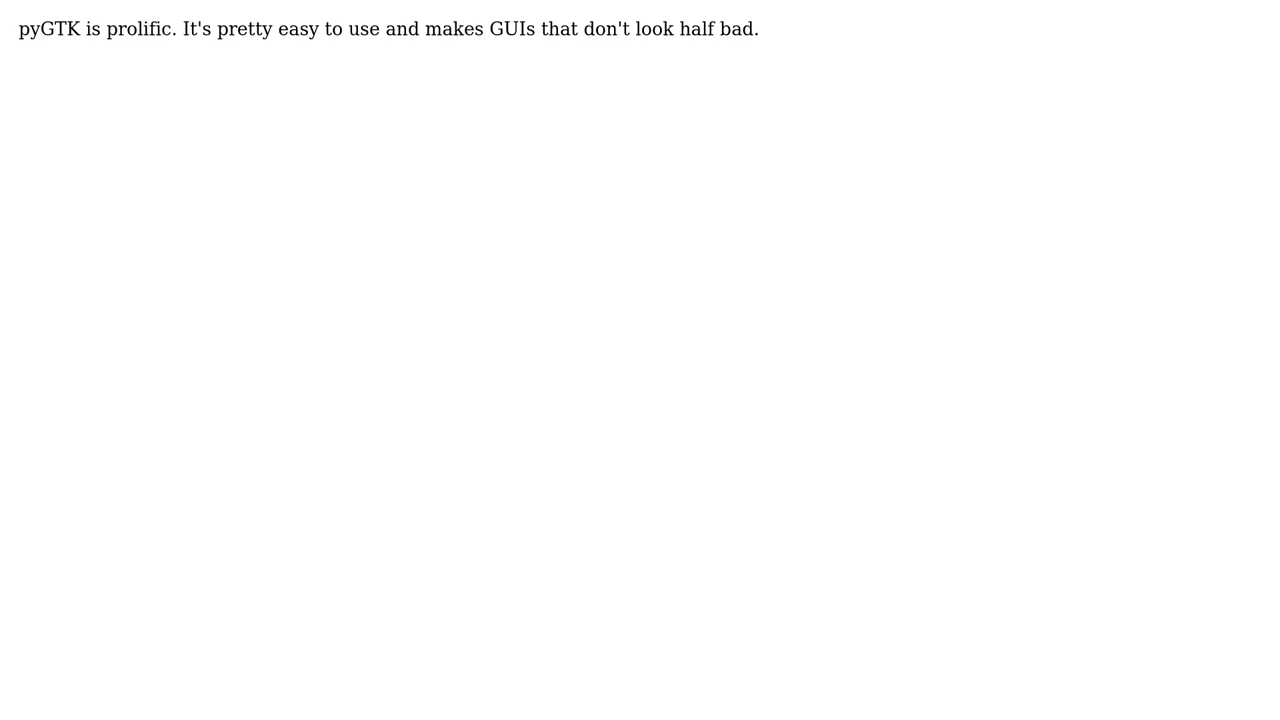 pyGTK is prolific. It's pretty easy to use and makes GUIs that don't look half bad.